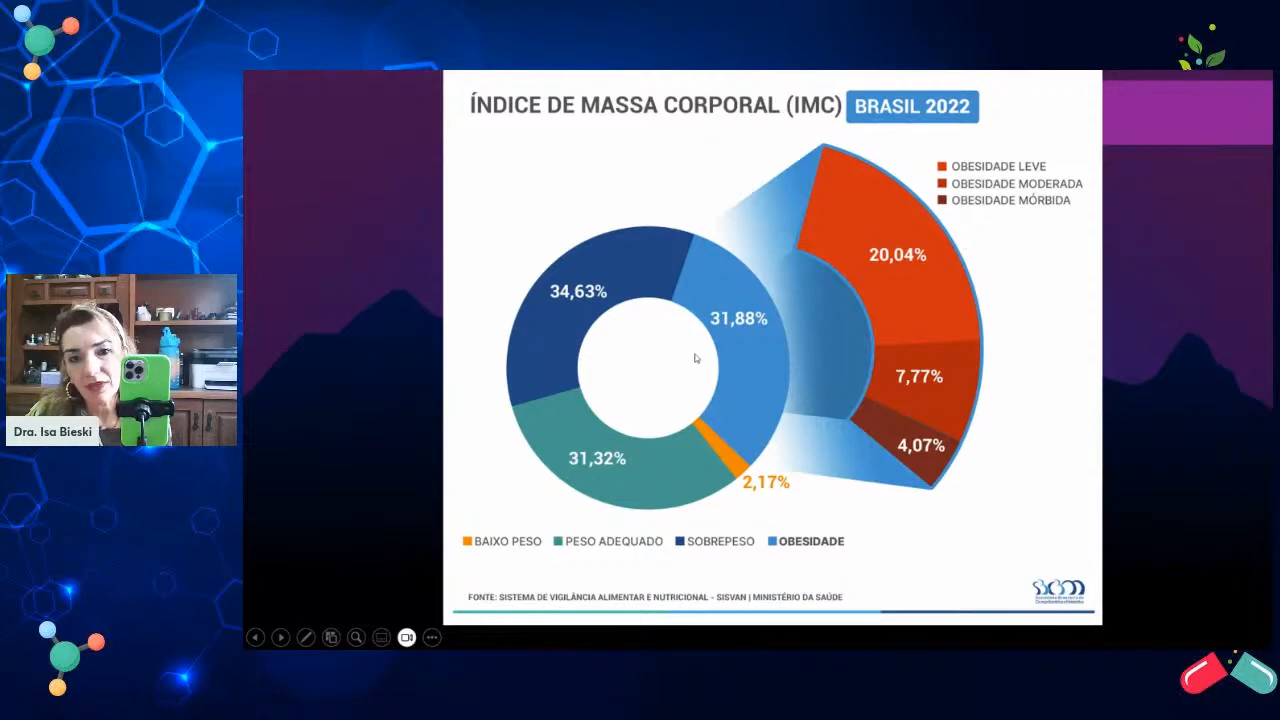 ÍNDICE DE MASSA CORPORAL (IMC) BRASIL 2022
OBESIDADE LEVE
OBESIDADE MODERADA
OBESIDADE MÓRBIDA
20,04%
34,63%
31,88%
7,77%
4,07%
31,32%
2,17%
Dra. Isa Bieski
BAIXO PESO PESO ADEQUADO SOBREPESO OBESIDADE
FONTE: SISTEMA DE VIGILÂNCIA ALIMENTAR E NUTRICIONAL - SISVAN | MINISTÉRIO DA SAÚDE